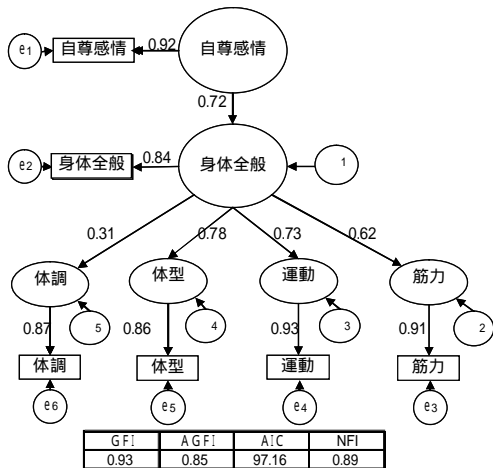 e1
自尊感情
0.92
自尊感情
0.72
e2
身体全般
0.84
身体全般
1
0.31
0.78
0.73
0.62
体調
体型
運動
筋力
0.87
5
0.86
4
0.93
3
0.91
2
体調
体型
運動
筋力
e6
e5
e4
e3
GFI AGFI AIC NFI
0.93 0.85 97.16 0.89